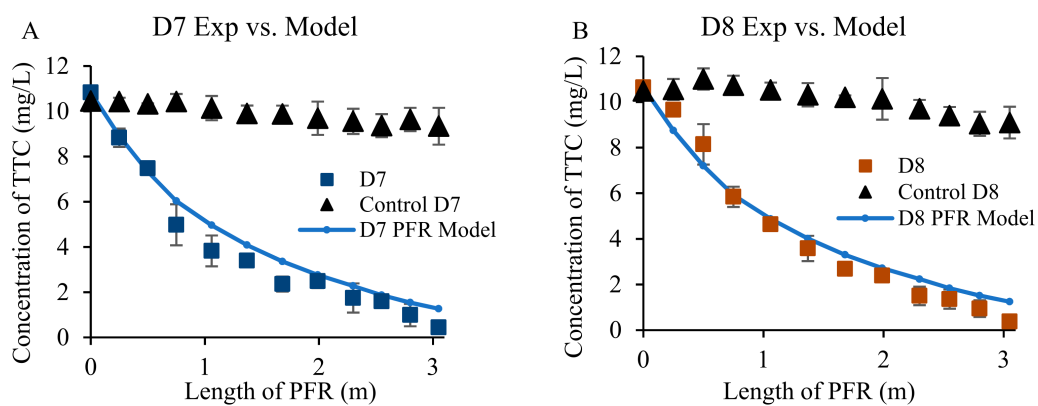 A
D7 Exp vs. Model
Concentration of TTC (mg/L)
12
10
8
6
4
2
0
0
1
2
3
Length of PFR (m)
D7
Control D7
D7 PFR Model
B
D8 Exp vs. Model
Concentration of TTC (mg/L)
12
10
8
6
4
2
0
0
1
2
3
Length of PFR (m)
D8
Control D8
D8 PFR Model